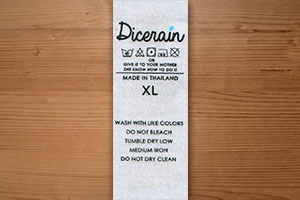 Dicerain
OR
GIVE IT TO YOUR MOTHER
SHE KNOW HOW TO DO IT
MADE IN THAILAND
XL
WASH WITH LIKE COLORS
DO NOT BLEACH
TUMBLE DRY LOW
MEDIUM IRON
DO NOT DRY CLEAN